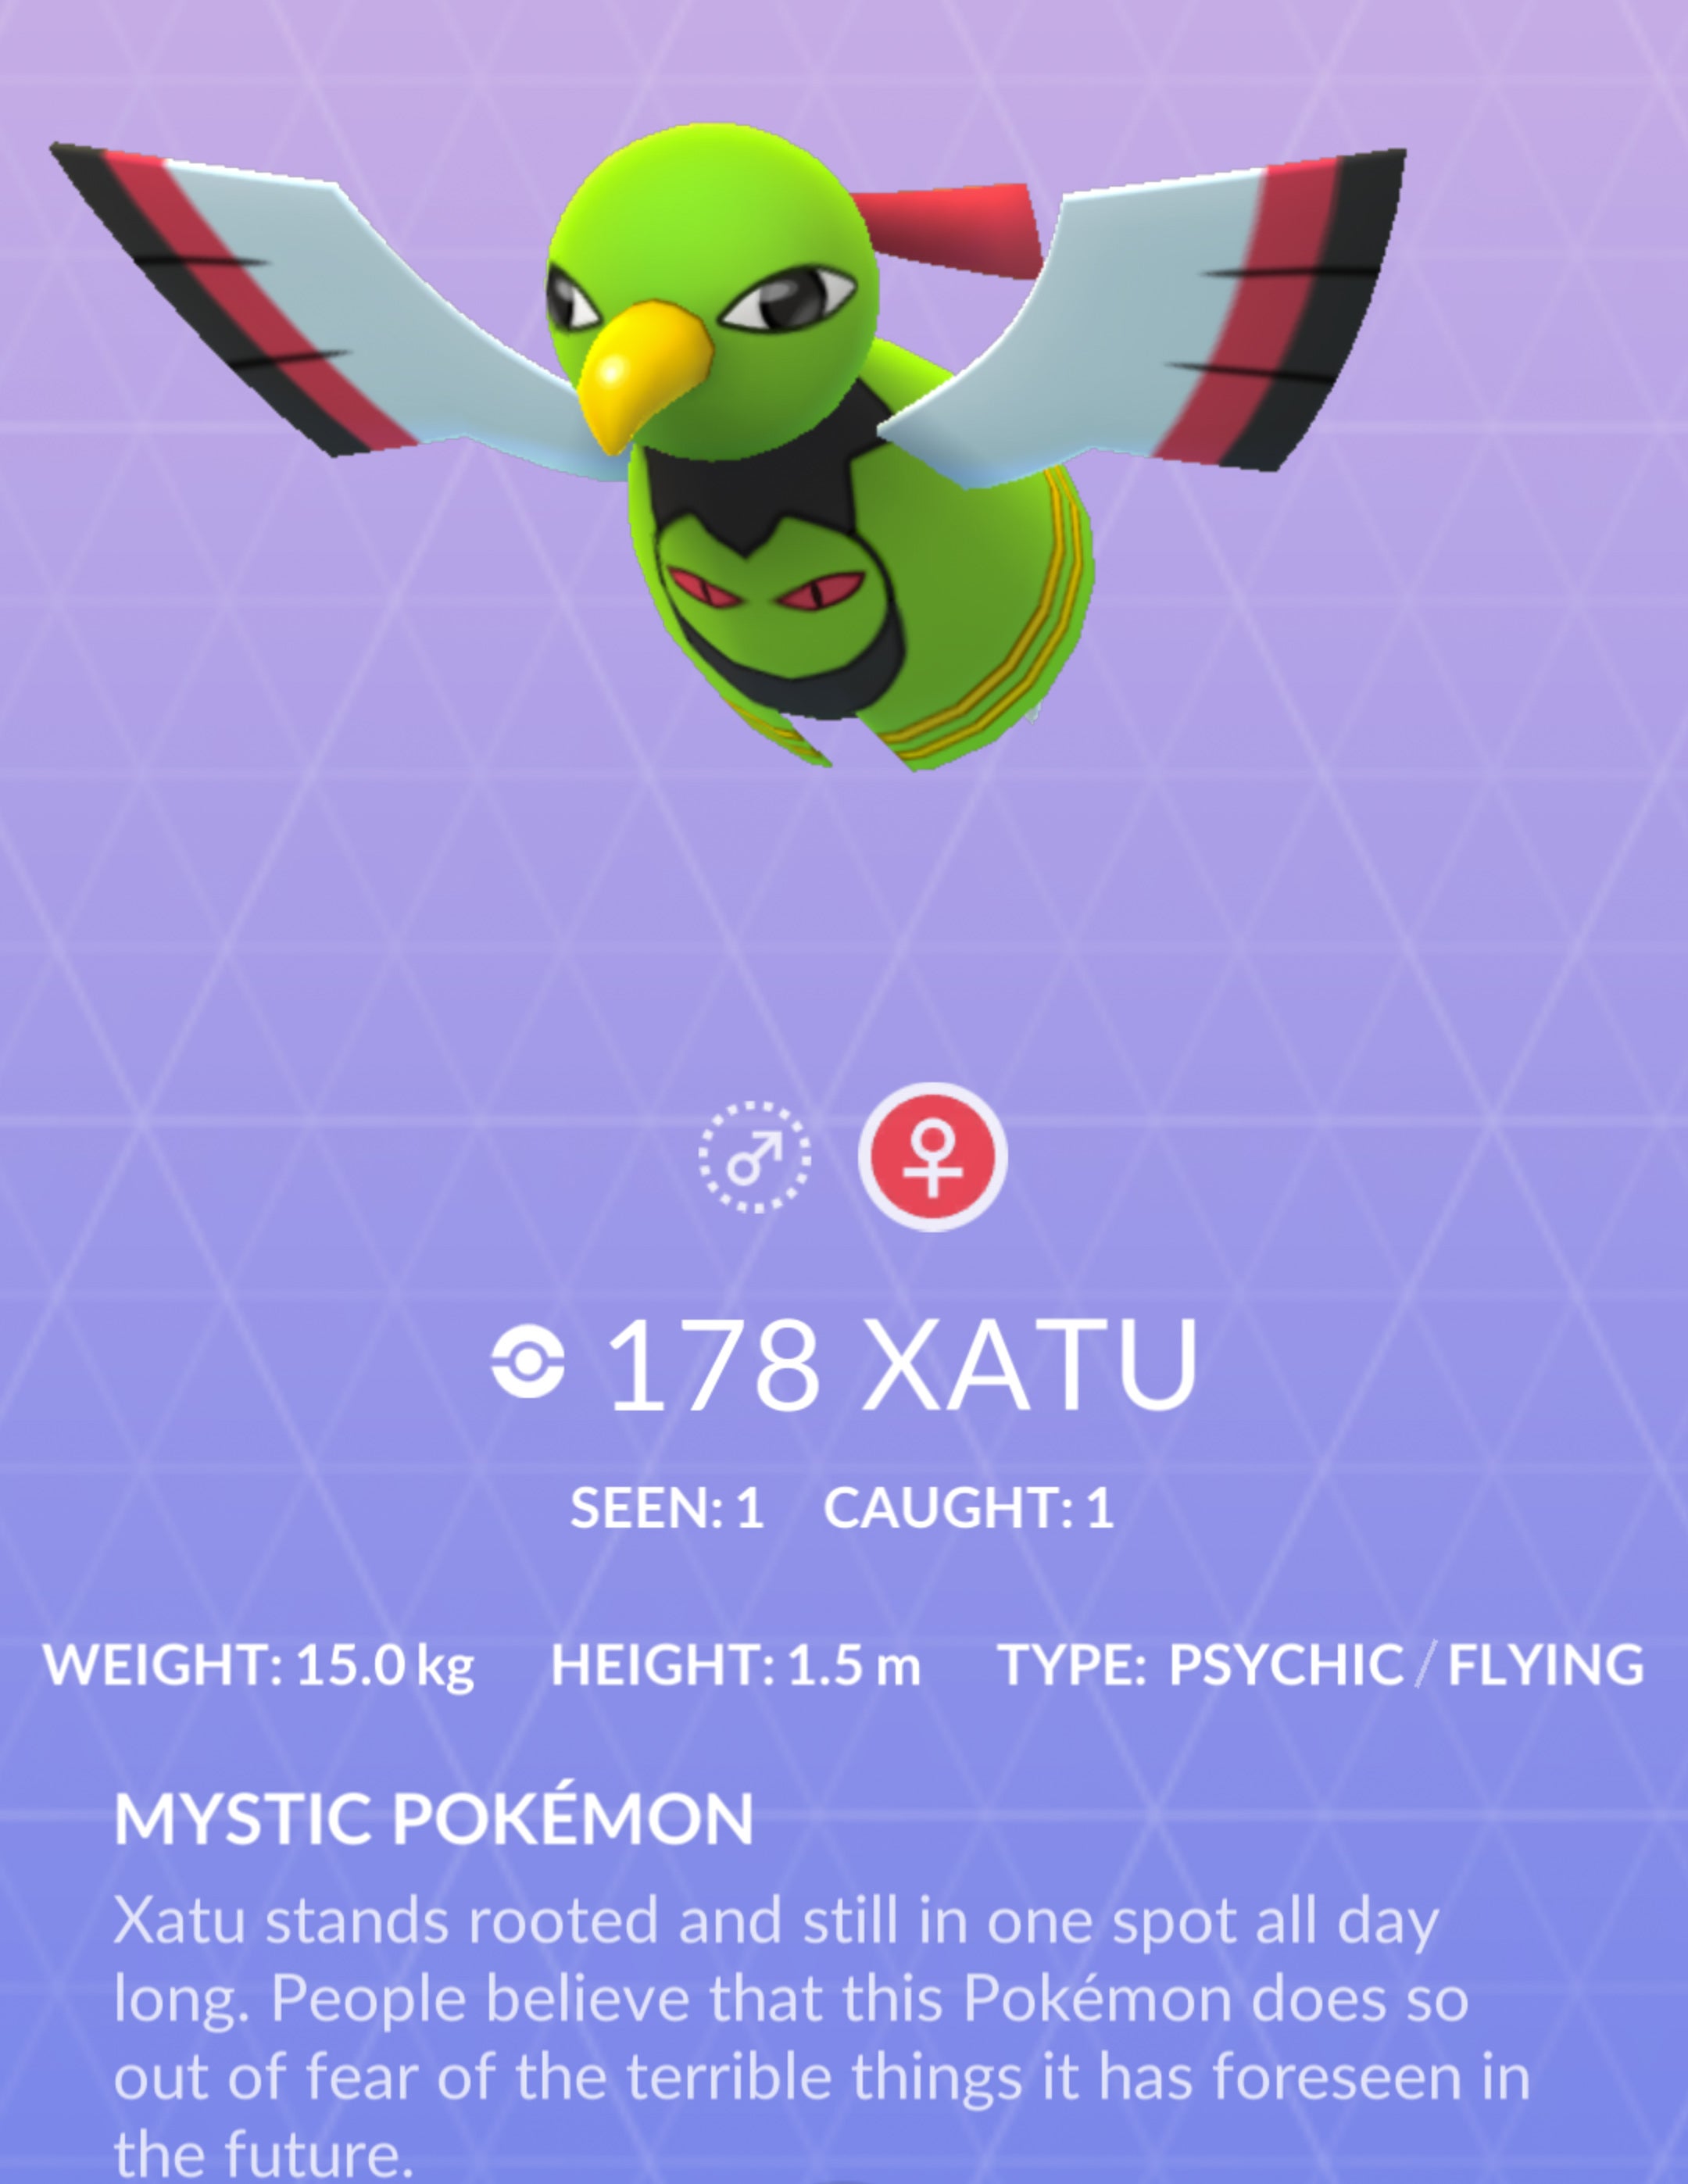 178 XATU
SEEN: 1 CAUGHT: 1
WEIGHT: 15.0 kg HEIGHT: 1.5 m TYPE: PSYCHIC / FLYING
MYSTIC POKÉMON
Xatu stands rooted and still in one spot all day
long. People believe that this Pokémon does so
out of fear of the terrible things it has foreseen in
the future.